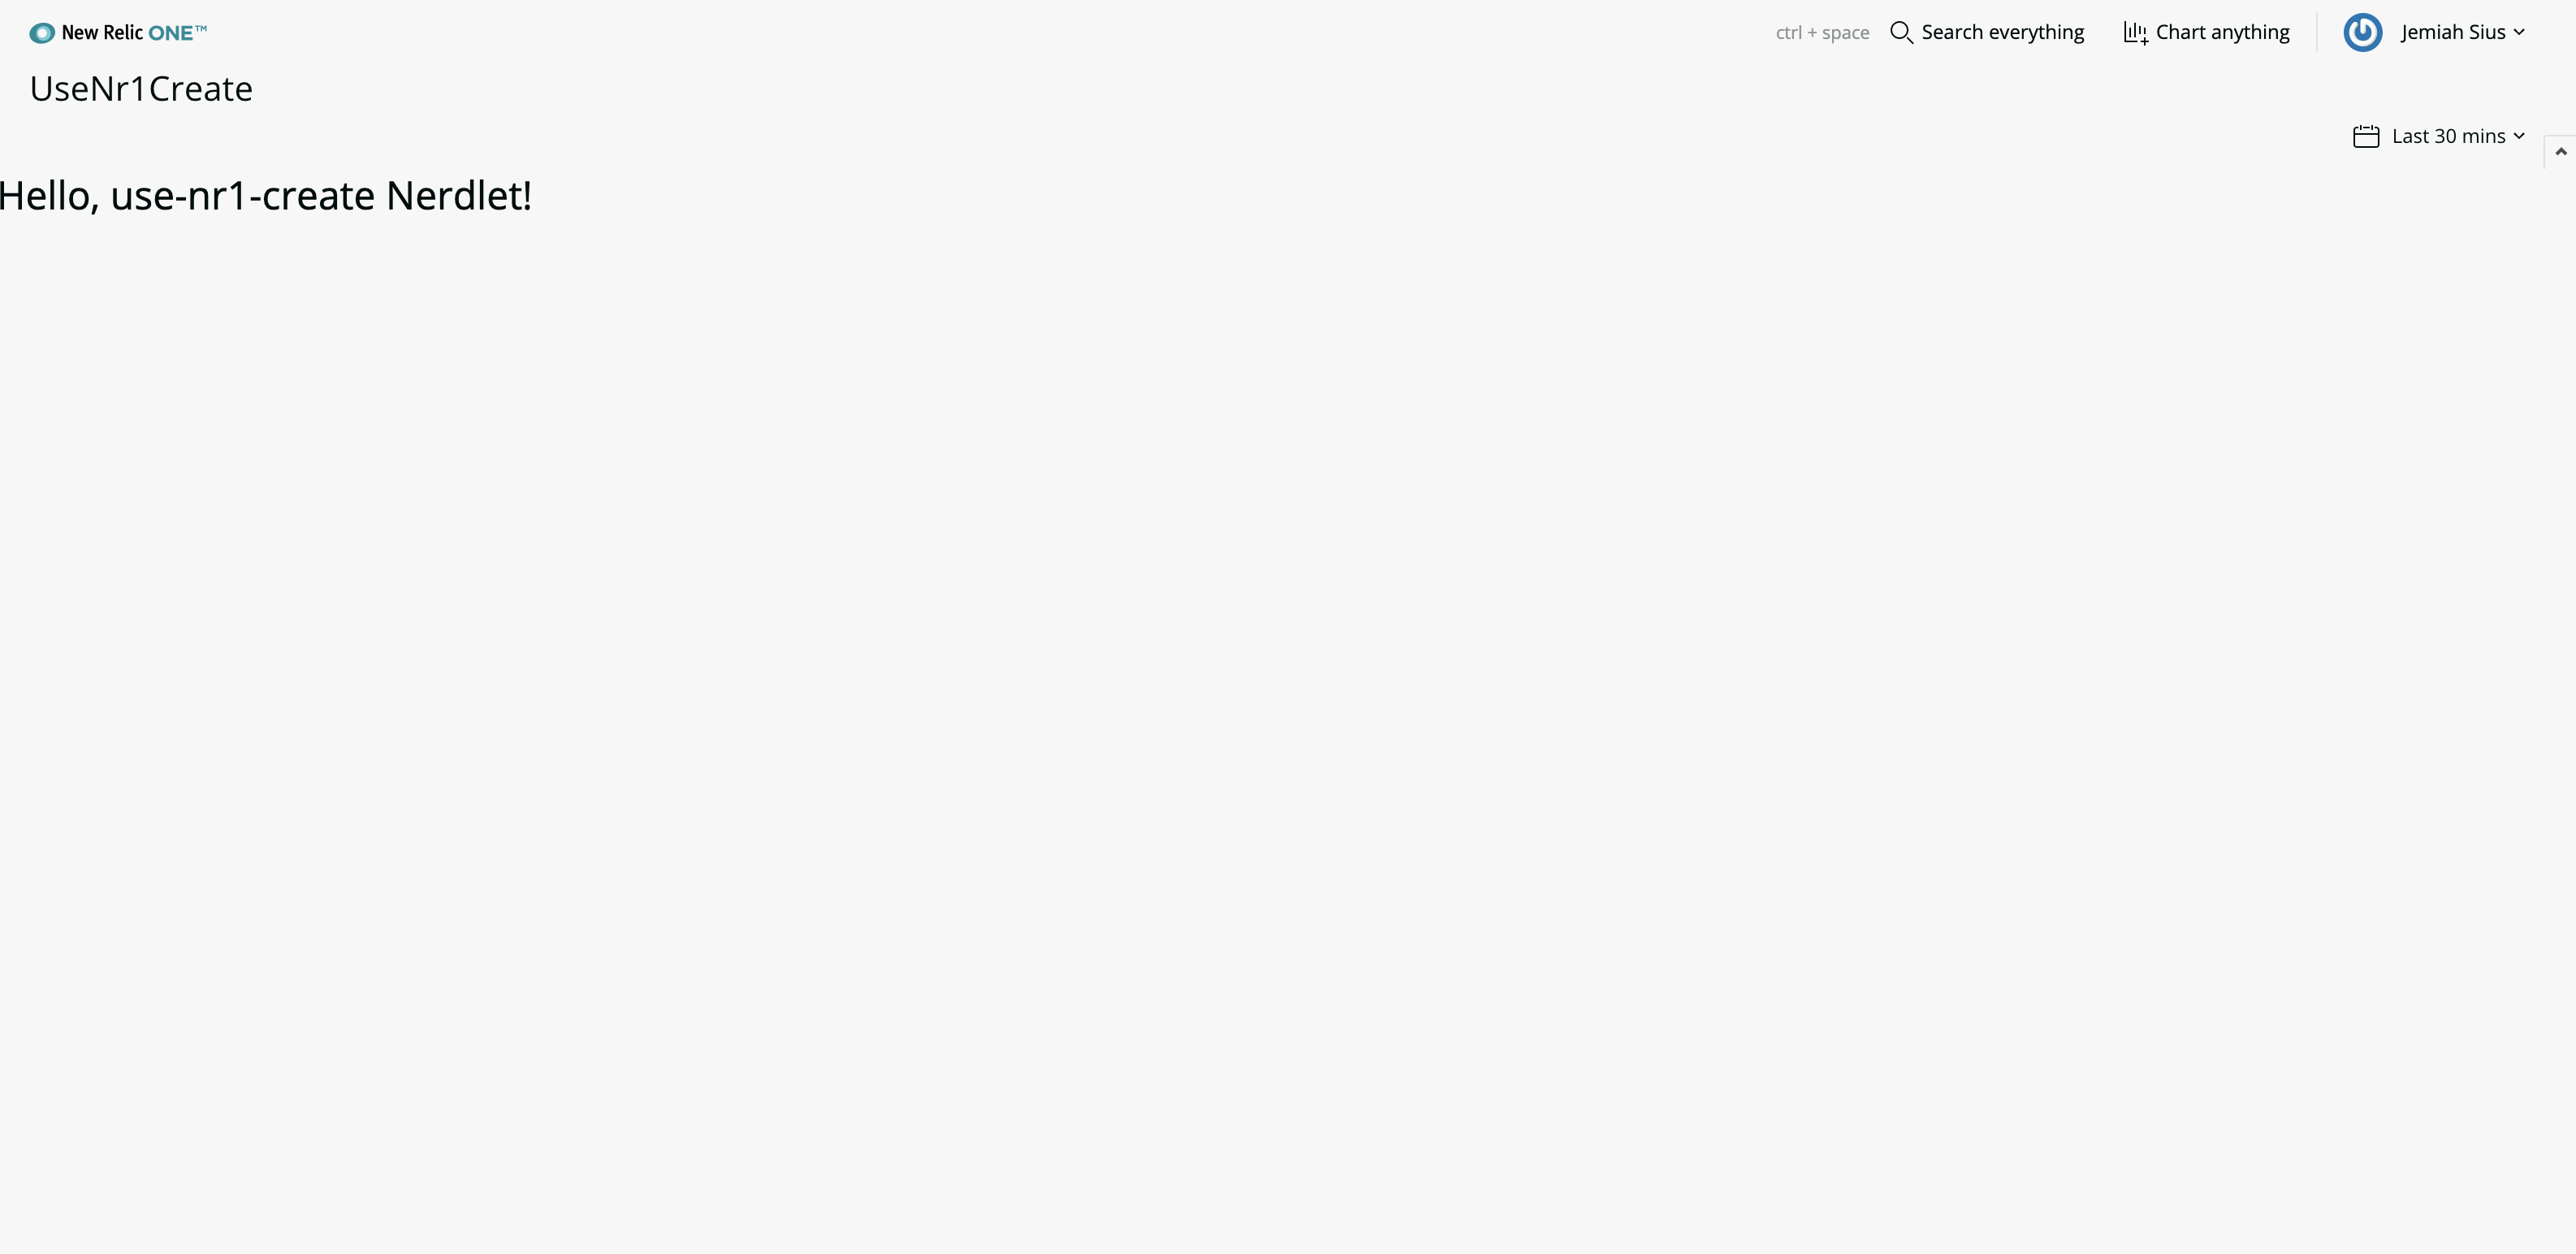 New Relic ONE™
ctrl + space Search everything Chart anything Jemiah Sius
UseNr1Create
Last 30 mins
Hello, use-nr1-create Nerdlet!